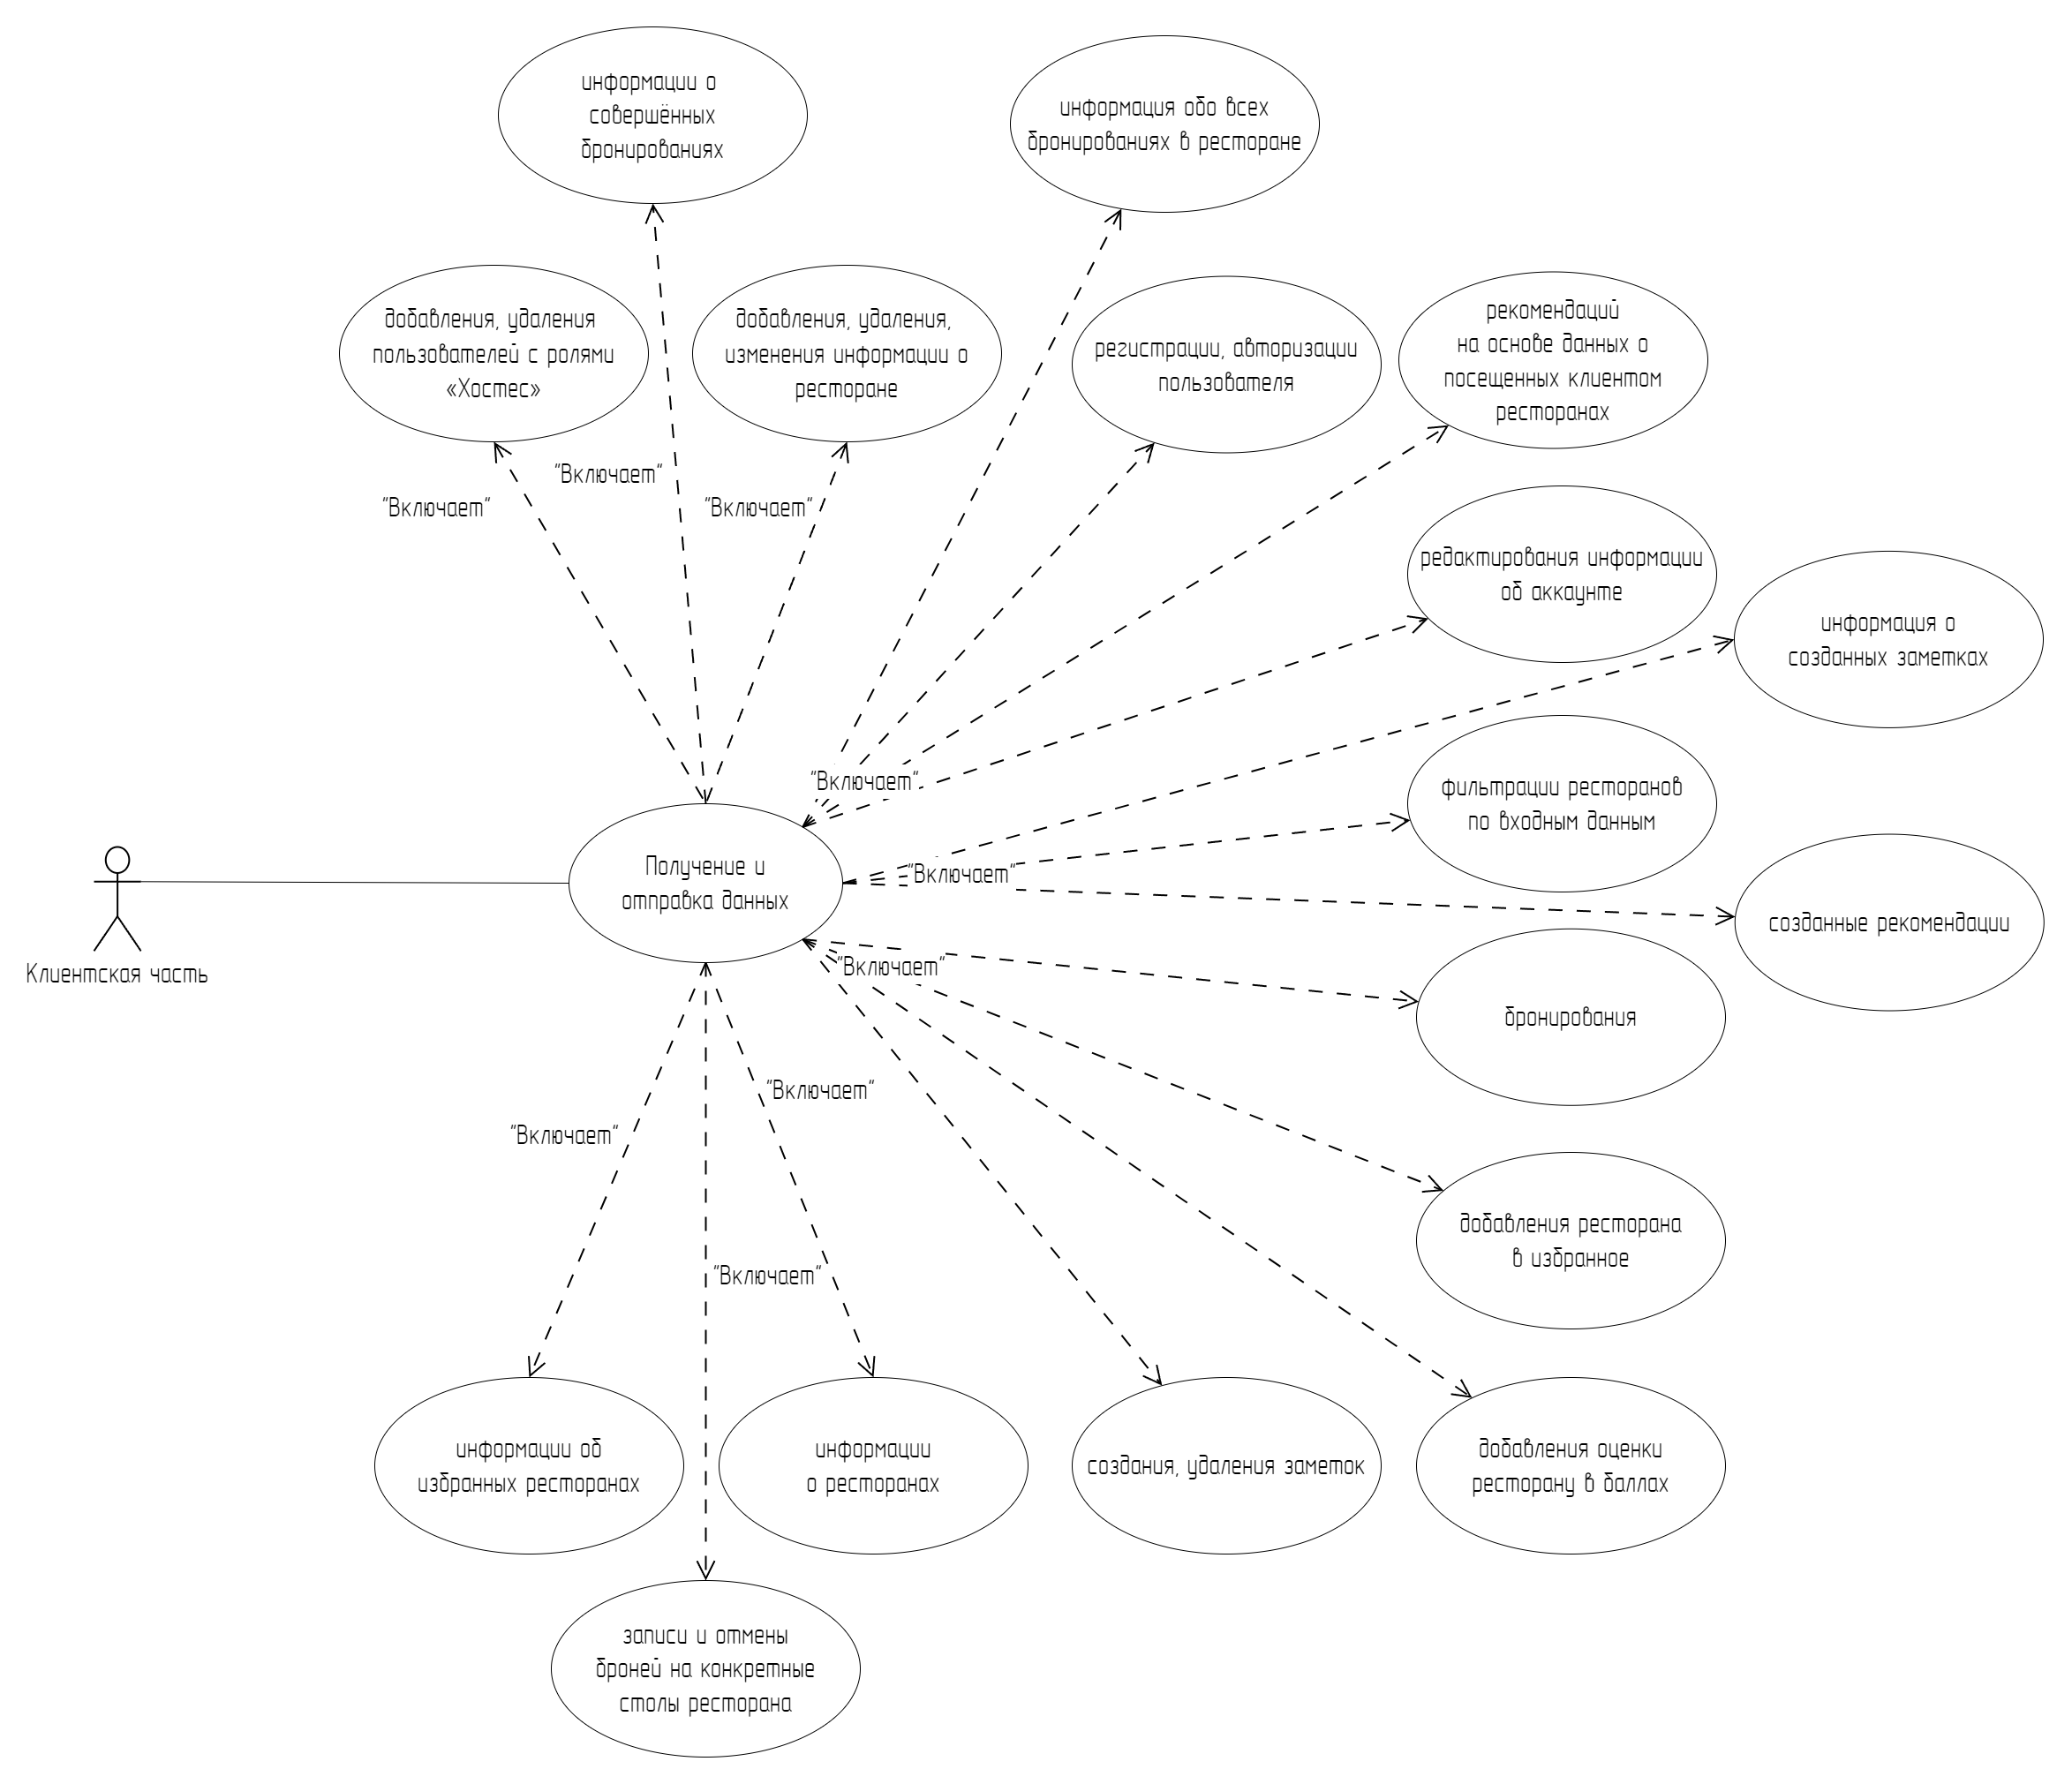 информации о
совершённых
бронированиях
информация обо всех
бронированиях в ресторане
добавления, удаления
пользователей с ролями
«Хостес»
добавления, удаления,
изменения информации о
ресторане
регистрации, авторизации
пользователя
рекомендаций
на основе данных о
посещенных клиентом
ресторанах
"Включает"
"Включает"
"Включает"
редактирования информации
об аккаунте
информация о
созданных заметках
"Включает"
фильтрации ресторанов
по входным данным
Получение и
отправка данных
"Включает"
созданные рекомендации
Клиентская часть
"Включает"
бронирования
"Включает"
"Включает"
добавления ресторана
в избранное
"Включает"
информации об
избранных ресторанах
информации
о ресторанах
создания, удаления заметок
добавления оценки
ресторану в баллах
записи и отмены
броней на конкретные
столы ресторана